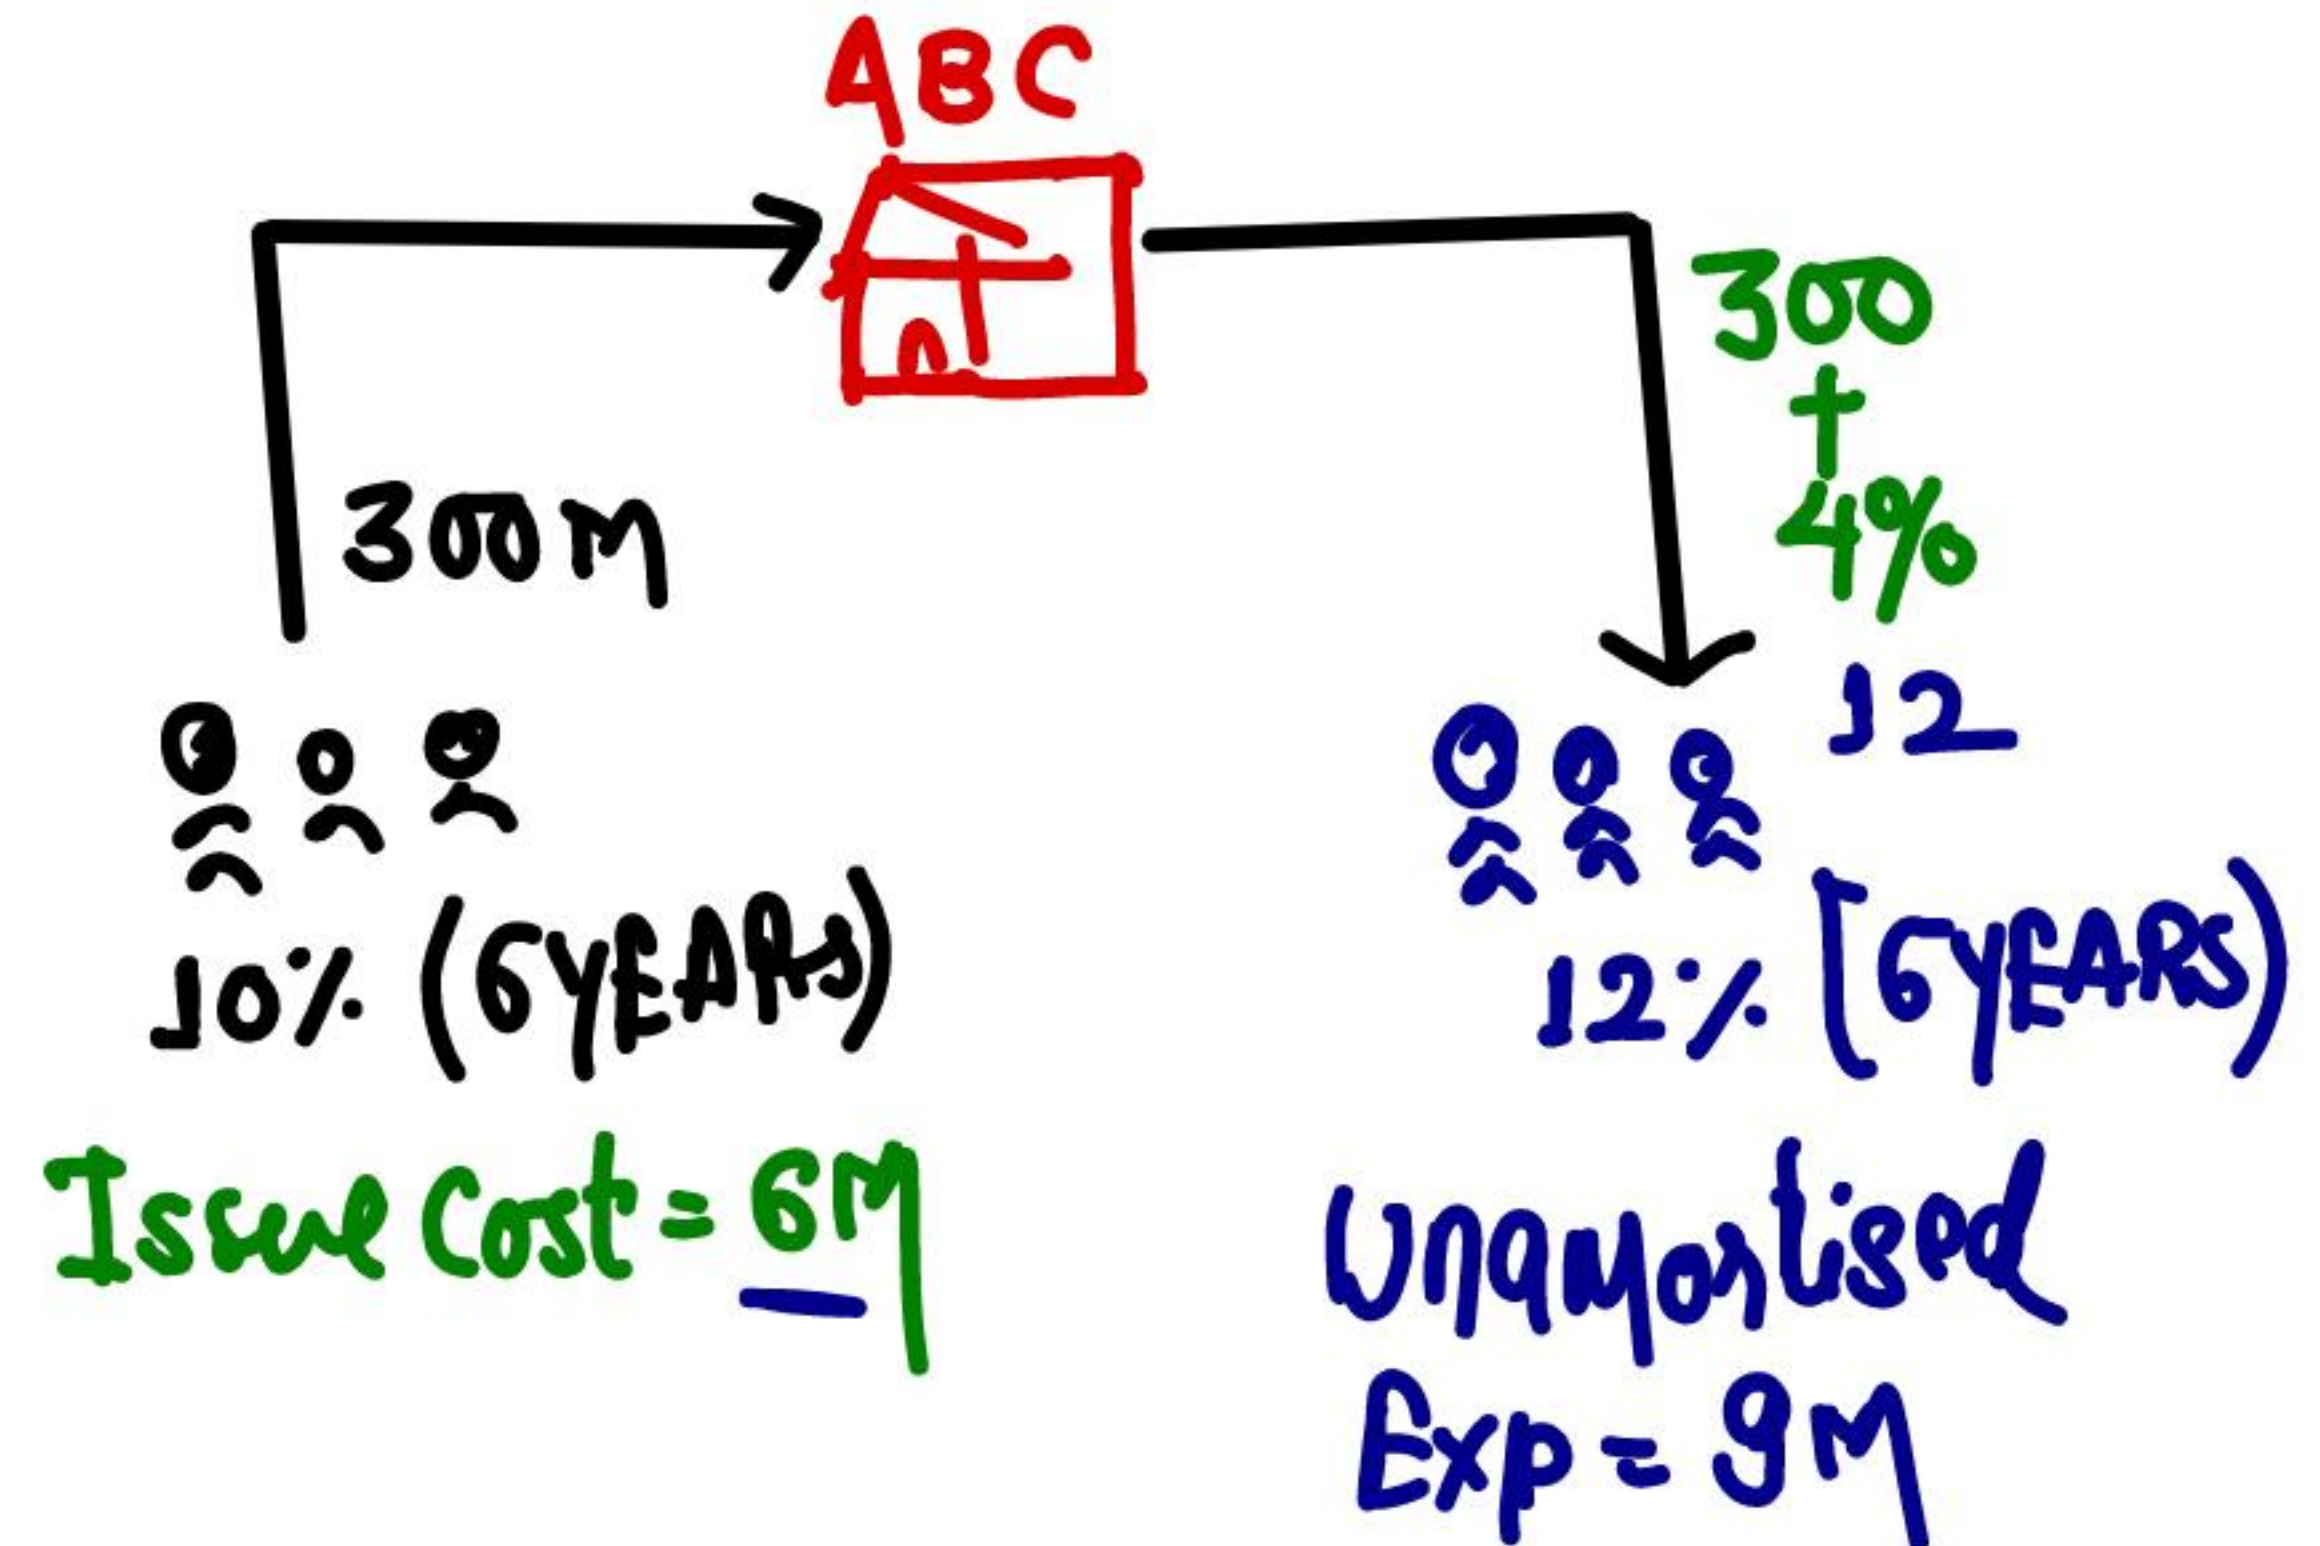 ABC
300M
300
+
4%
12
10% (6YEARS)
12% [6YEARS)
Issue Cost = 6M
Unamortised
Exp = 9M